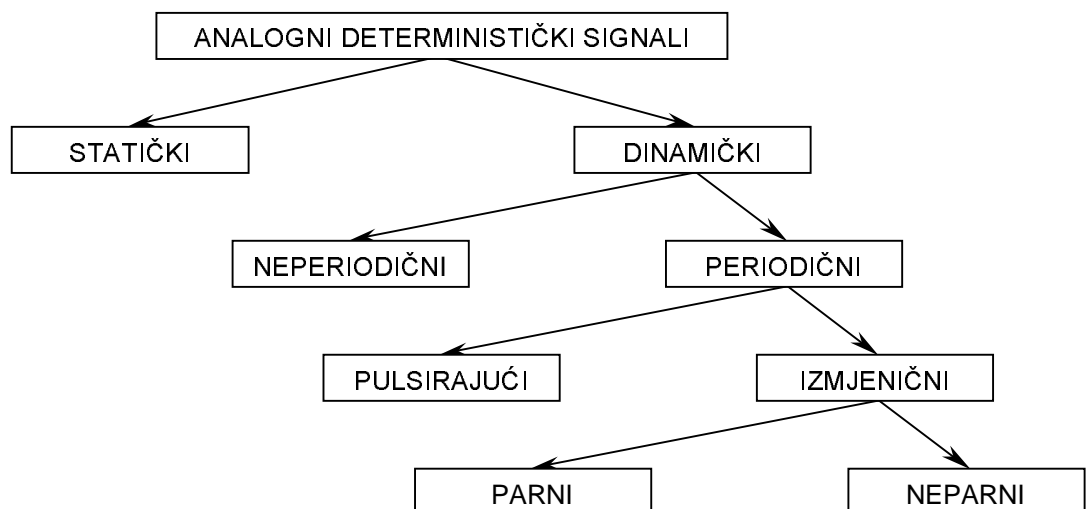 ANALOGNI DETERMINISTIČKI SIGNALI
STATIČKI
DINAMIČKI
NEPERIODIČNI
PERIODIČNI
PULSIRAJUĆI
IZMJENIČNI
PARNI
NEPARNI